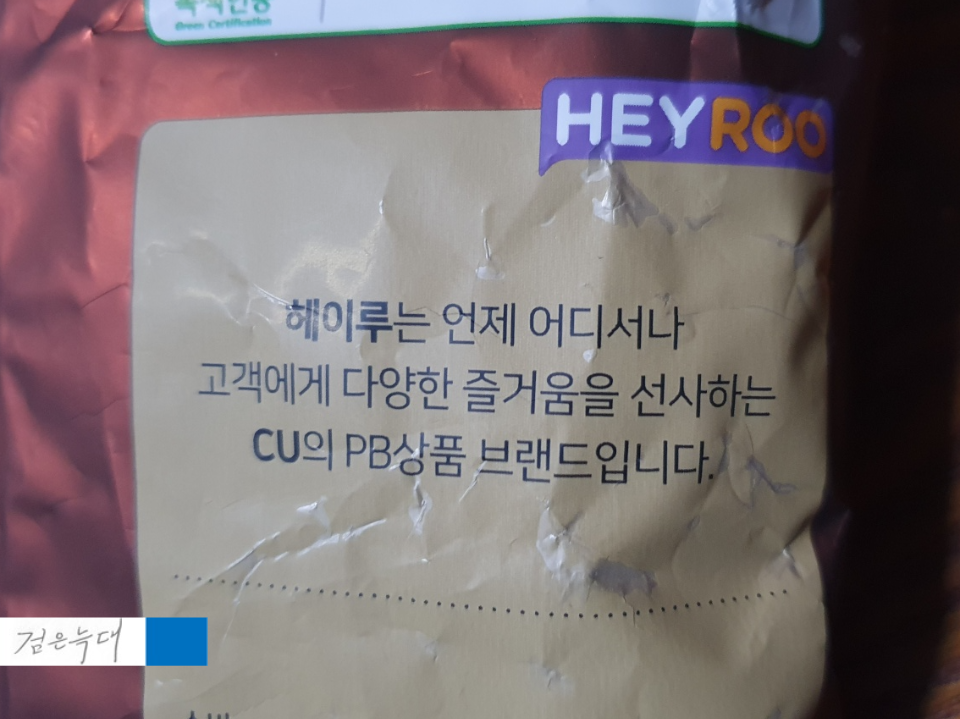 Green Certification
HEYROO
헤이루는 언제 어디서나
고객에게 다양한 즐거움을 선사하는
CU의 PB상품 브랜드입니다.
검은늑대